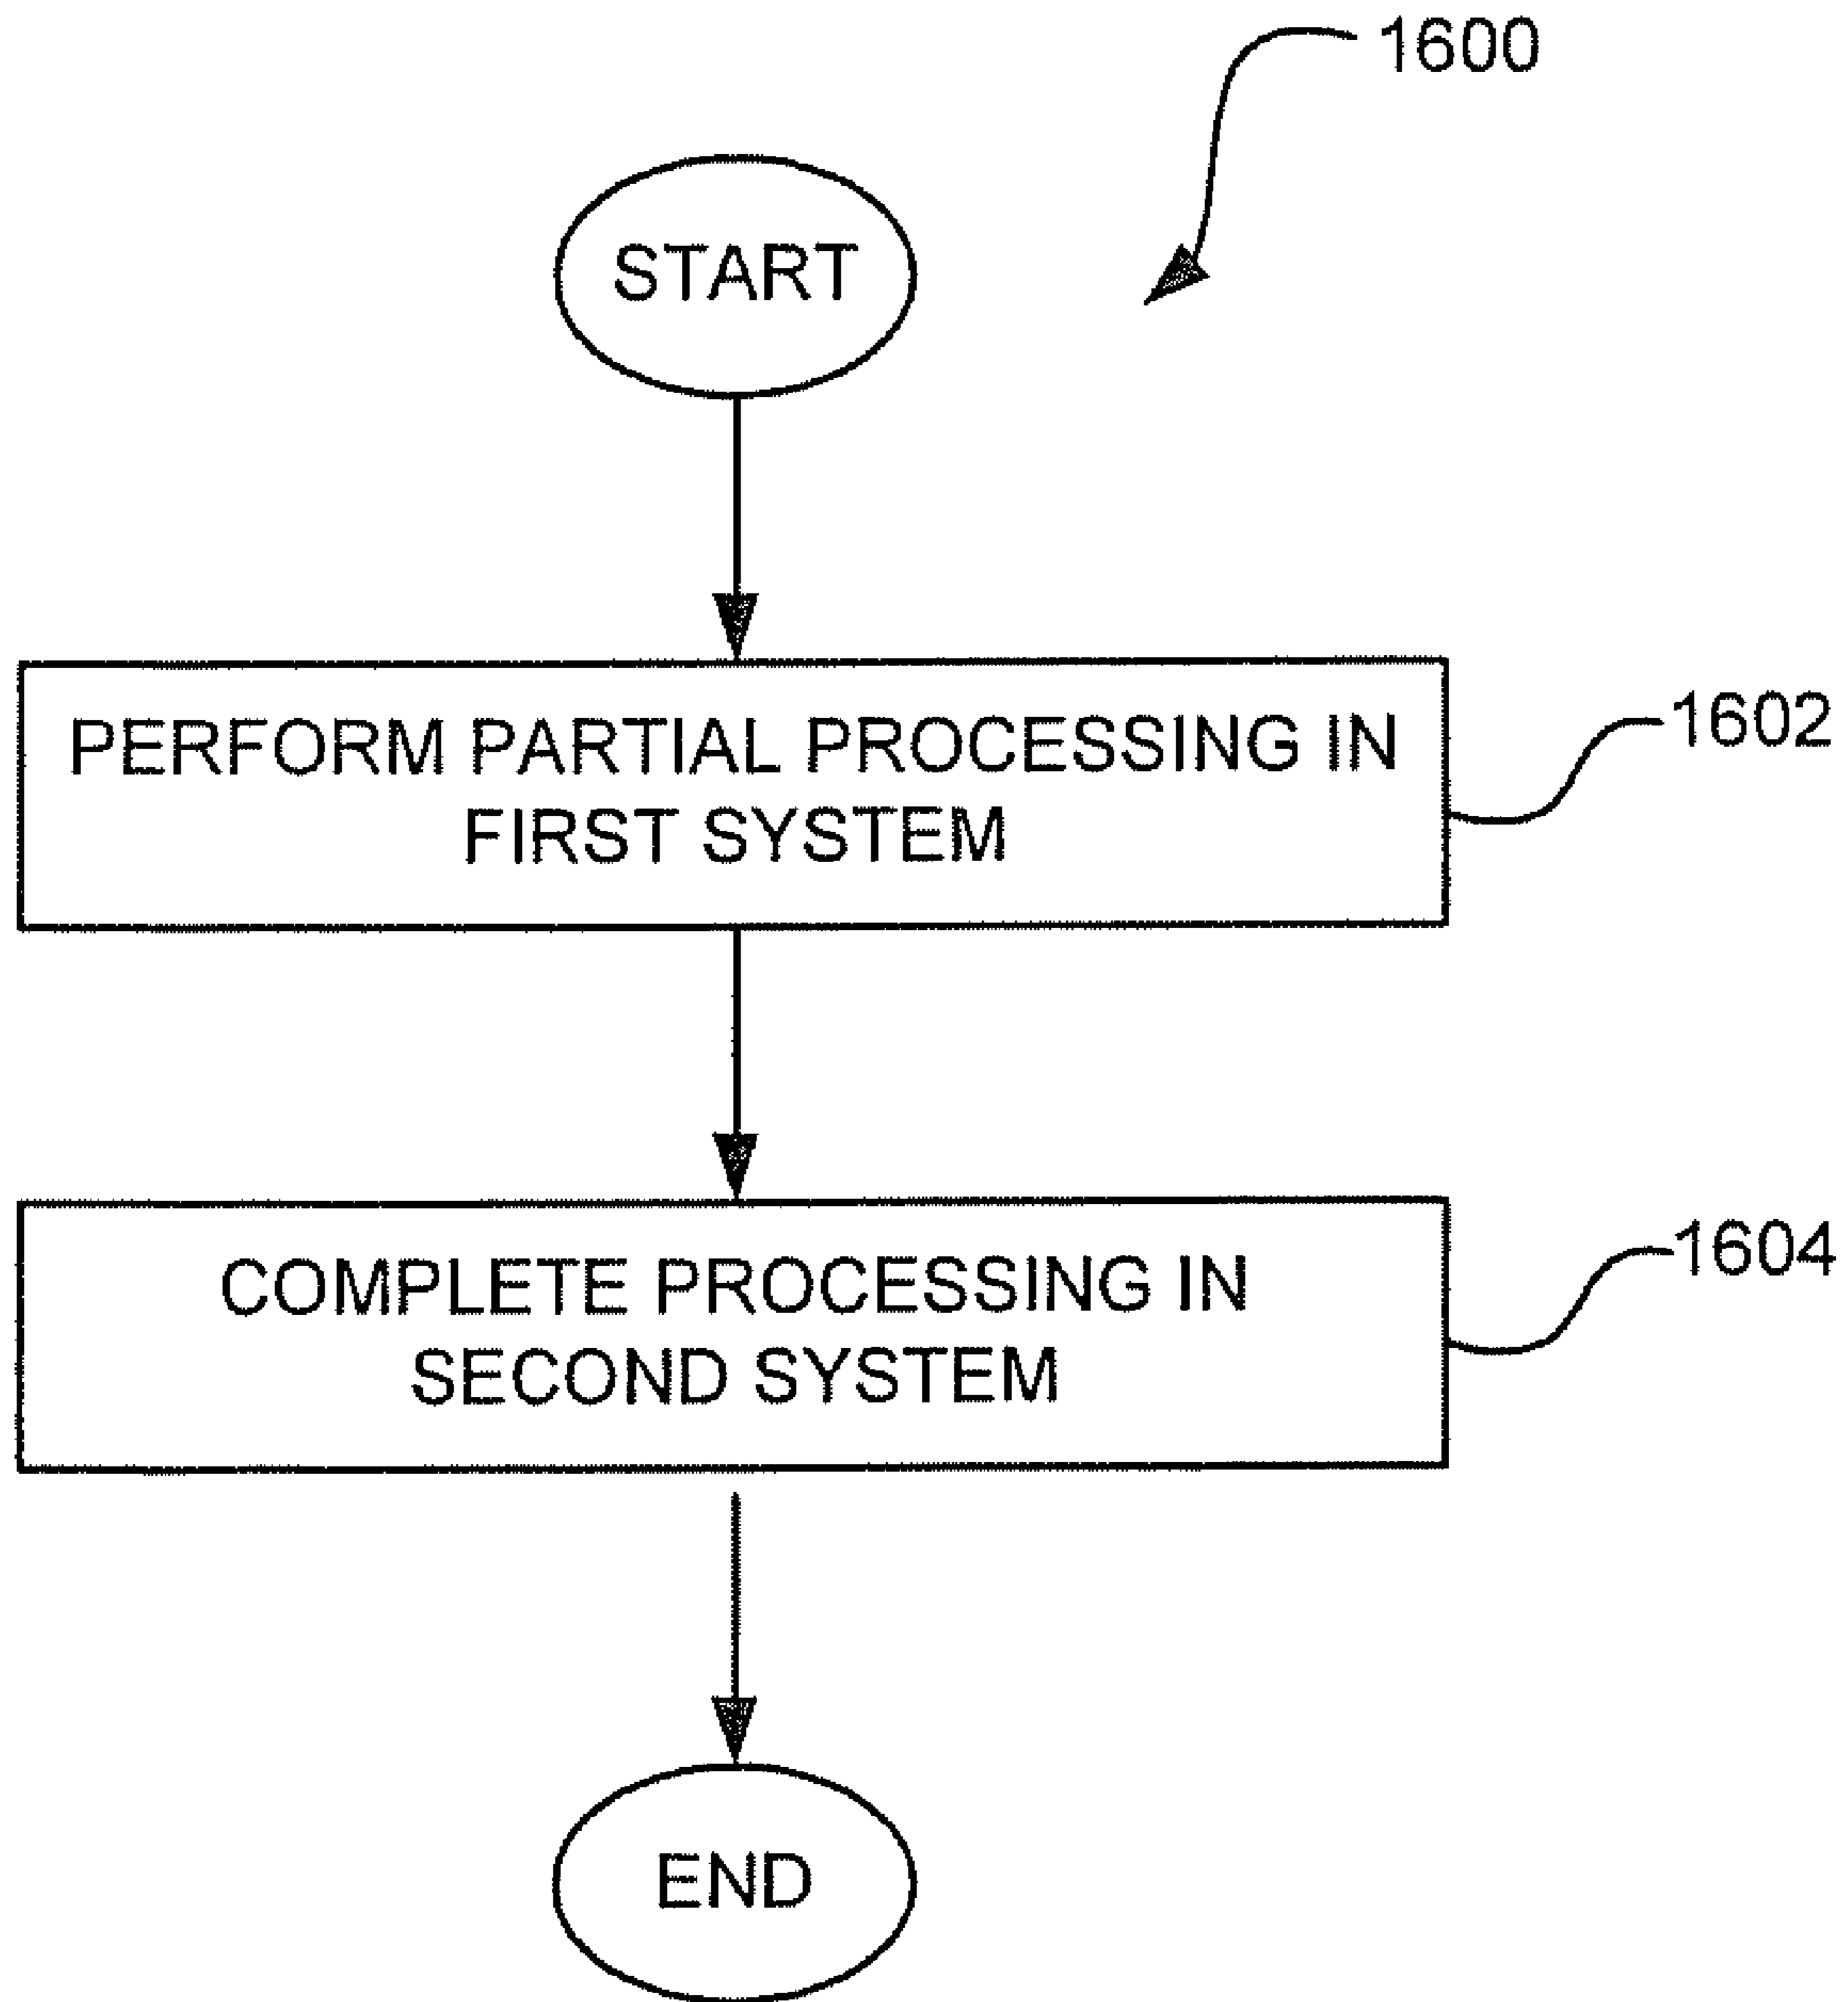 1600
START
PERFORM PARTIAL PROCESSING IN
FIRST SYSTEM
1602
COMPLETE PROCESSING IN
SECOND SYSTEM
1604
END